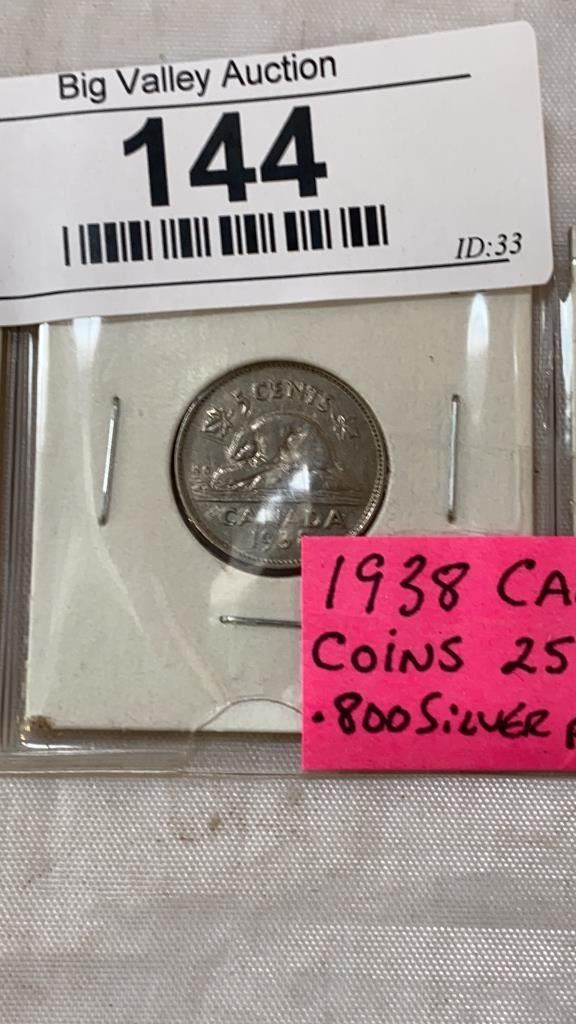 Big Valley Auction
144
ID:33
5 CENTS
CANADA
1938 CA
COINS 25
.800 SILVER